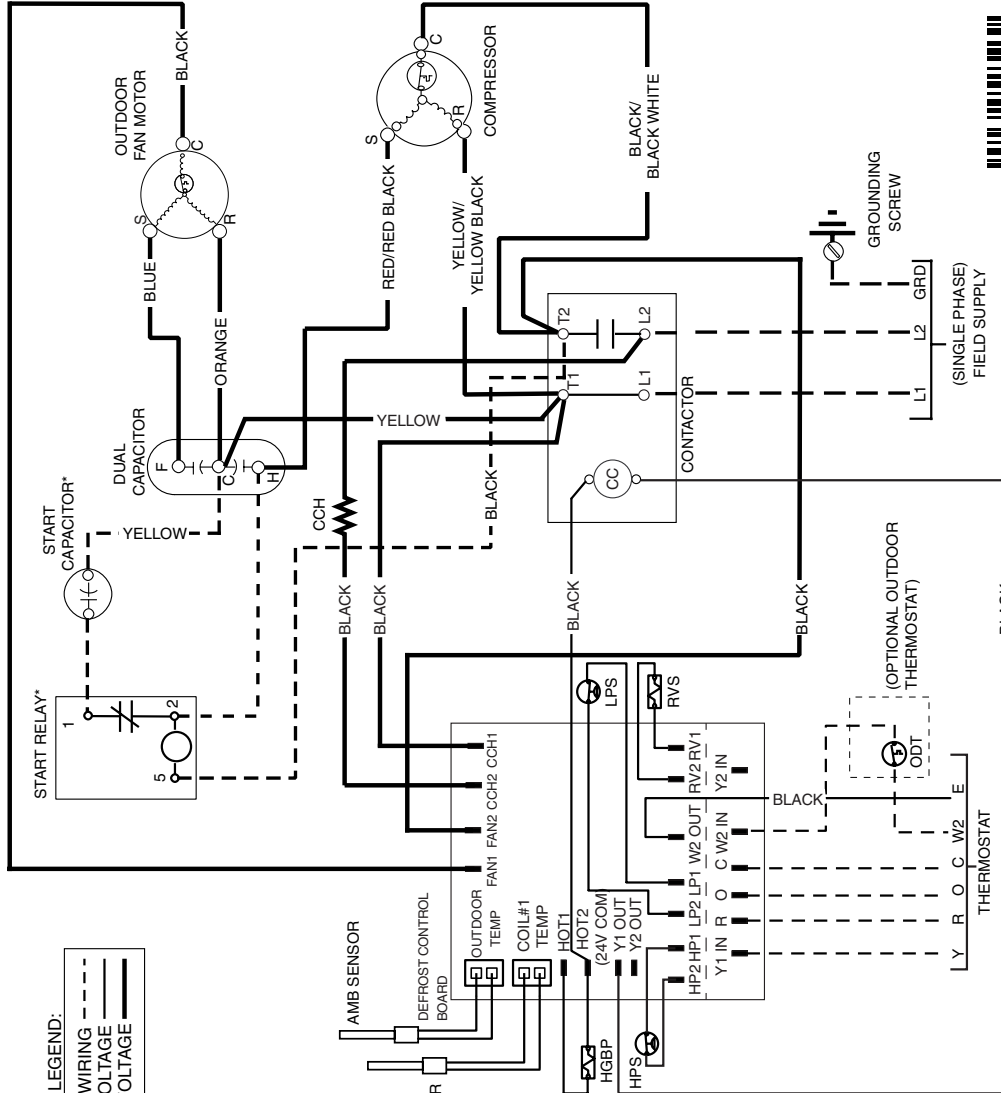 OUTDOOR
FAN MOTOR
BLACK
C
S
R
BLUE
ORANGE
COMPRESSOR
C
S
R
RED/RED BLACK
YELLOW/
YELLOW BLACK
BLACK/
BLACK WHITE
GROUNDING
SCREW
DUAL
CAPACITOR
F
C
H
START
CAPACITOR*
YELLOW
YELLOW
CCH
START RELAY*
1
2
5
BLACK
BLACK
BLACK
BLACK
BLACK
T2
T1
L2
L1
CC
CONTACTOR
GRD
L2
L1
(SINGLE PHASE)
FIELD SUPPLY
LEGEND:
WIRING
OLTAGE
OLTAGE
AMB SENSOR
DEFROST CONTROL
BOARD
R
FAN1 FAN2 CCH2 CCH1
OUTDOOR
TEMP
COIL#1
TEMP
HOT1
HOT2
(24V COM)
Y1 OUT
Y2 OUT
HP2 HP1 LP2 LP1 W2 OUT RV2 RV1
Y1 IN R O C W2 IN Y2 IN
HGBP
HPS
LPS
RVS
BLACK
(OPTIONAL OUTDOOR
THERMOSTAT)
ODT
Y R O C W2 E
THERMOSTAT